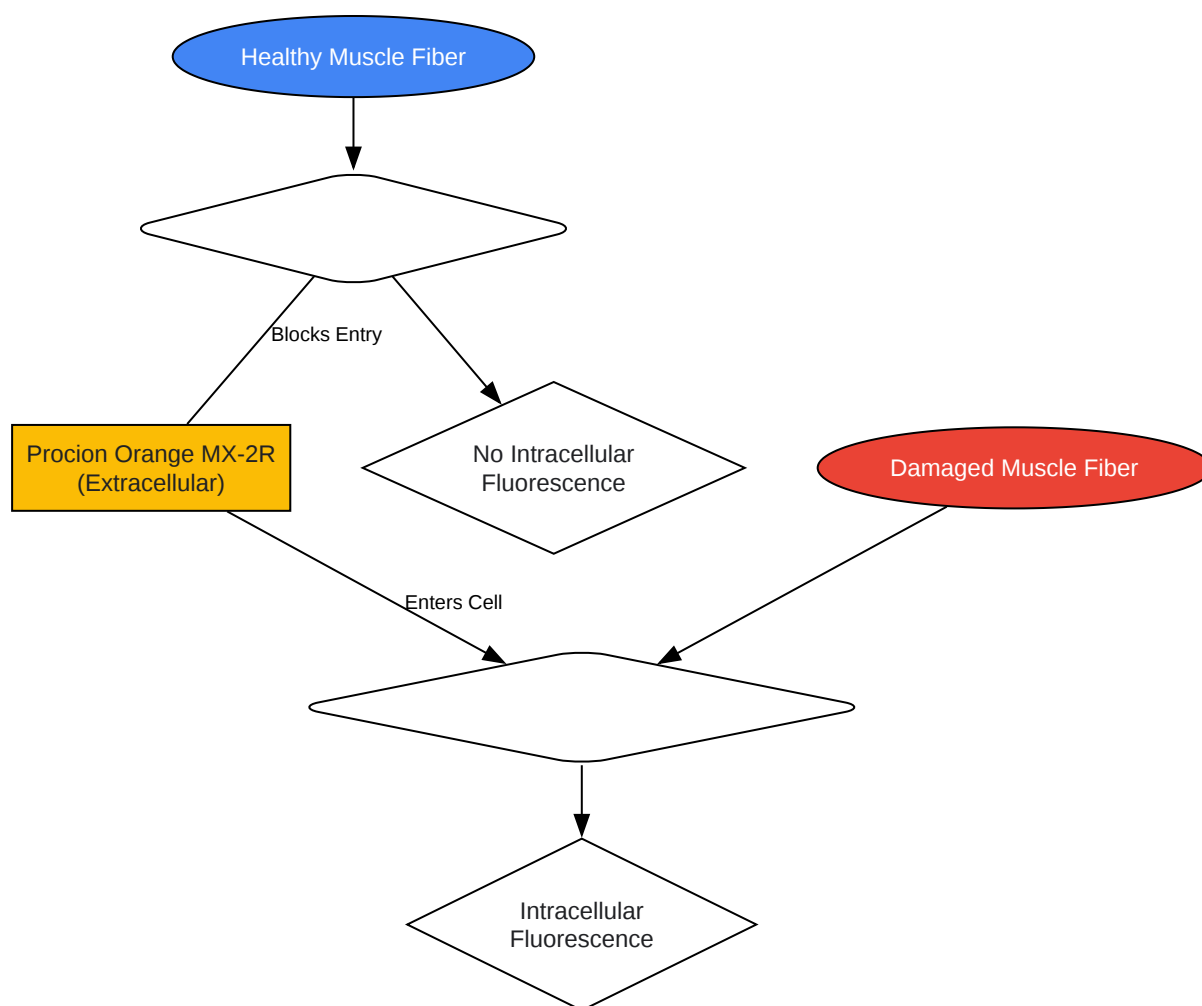 Healthy Muscle Fiber
Blocks Entry
Procion Orange MX-2R
(Extracellular)
No Intracellular
Fluorescence
Damaged Muscle Fiber
Enters Cell
Intracellular
Fluorescence